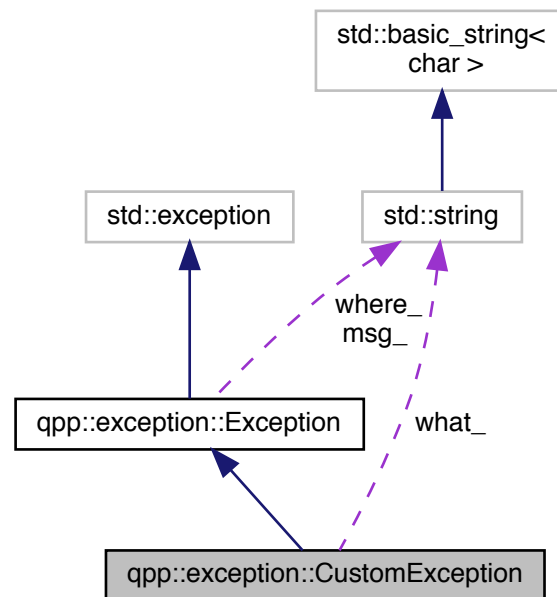 std::basic_string<
char >
std::exception
std::string
where_
msg_
qpp::exception::Exception
what_
qpp::exception::CustomException